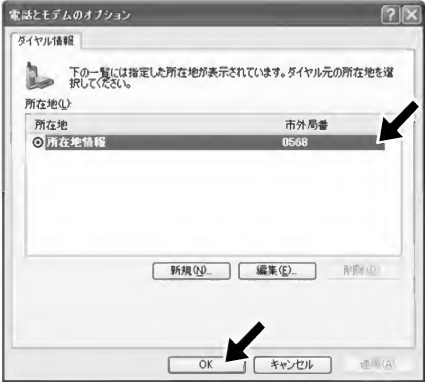 電話とモデムのオプション
ダイヤル情報
下の一覧には指定した所在地が表示されています。ダイヤル元の所在地を選
択してください。
所在地(L):
所在地 市外局番
所在地情報 0568
新規(N)... 編集(E)... 削除(D)
OK キャンセル 適用(A)